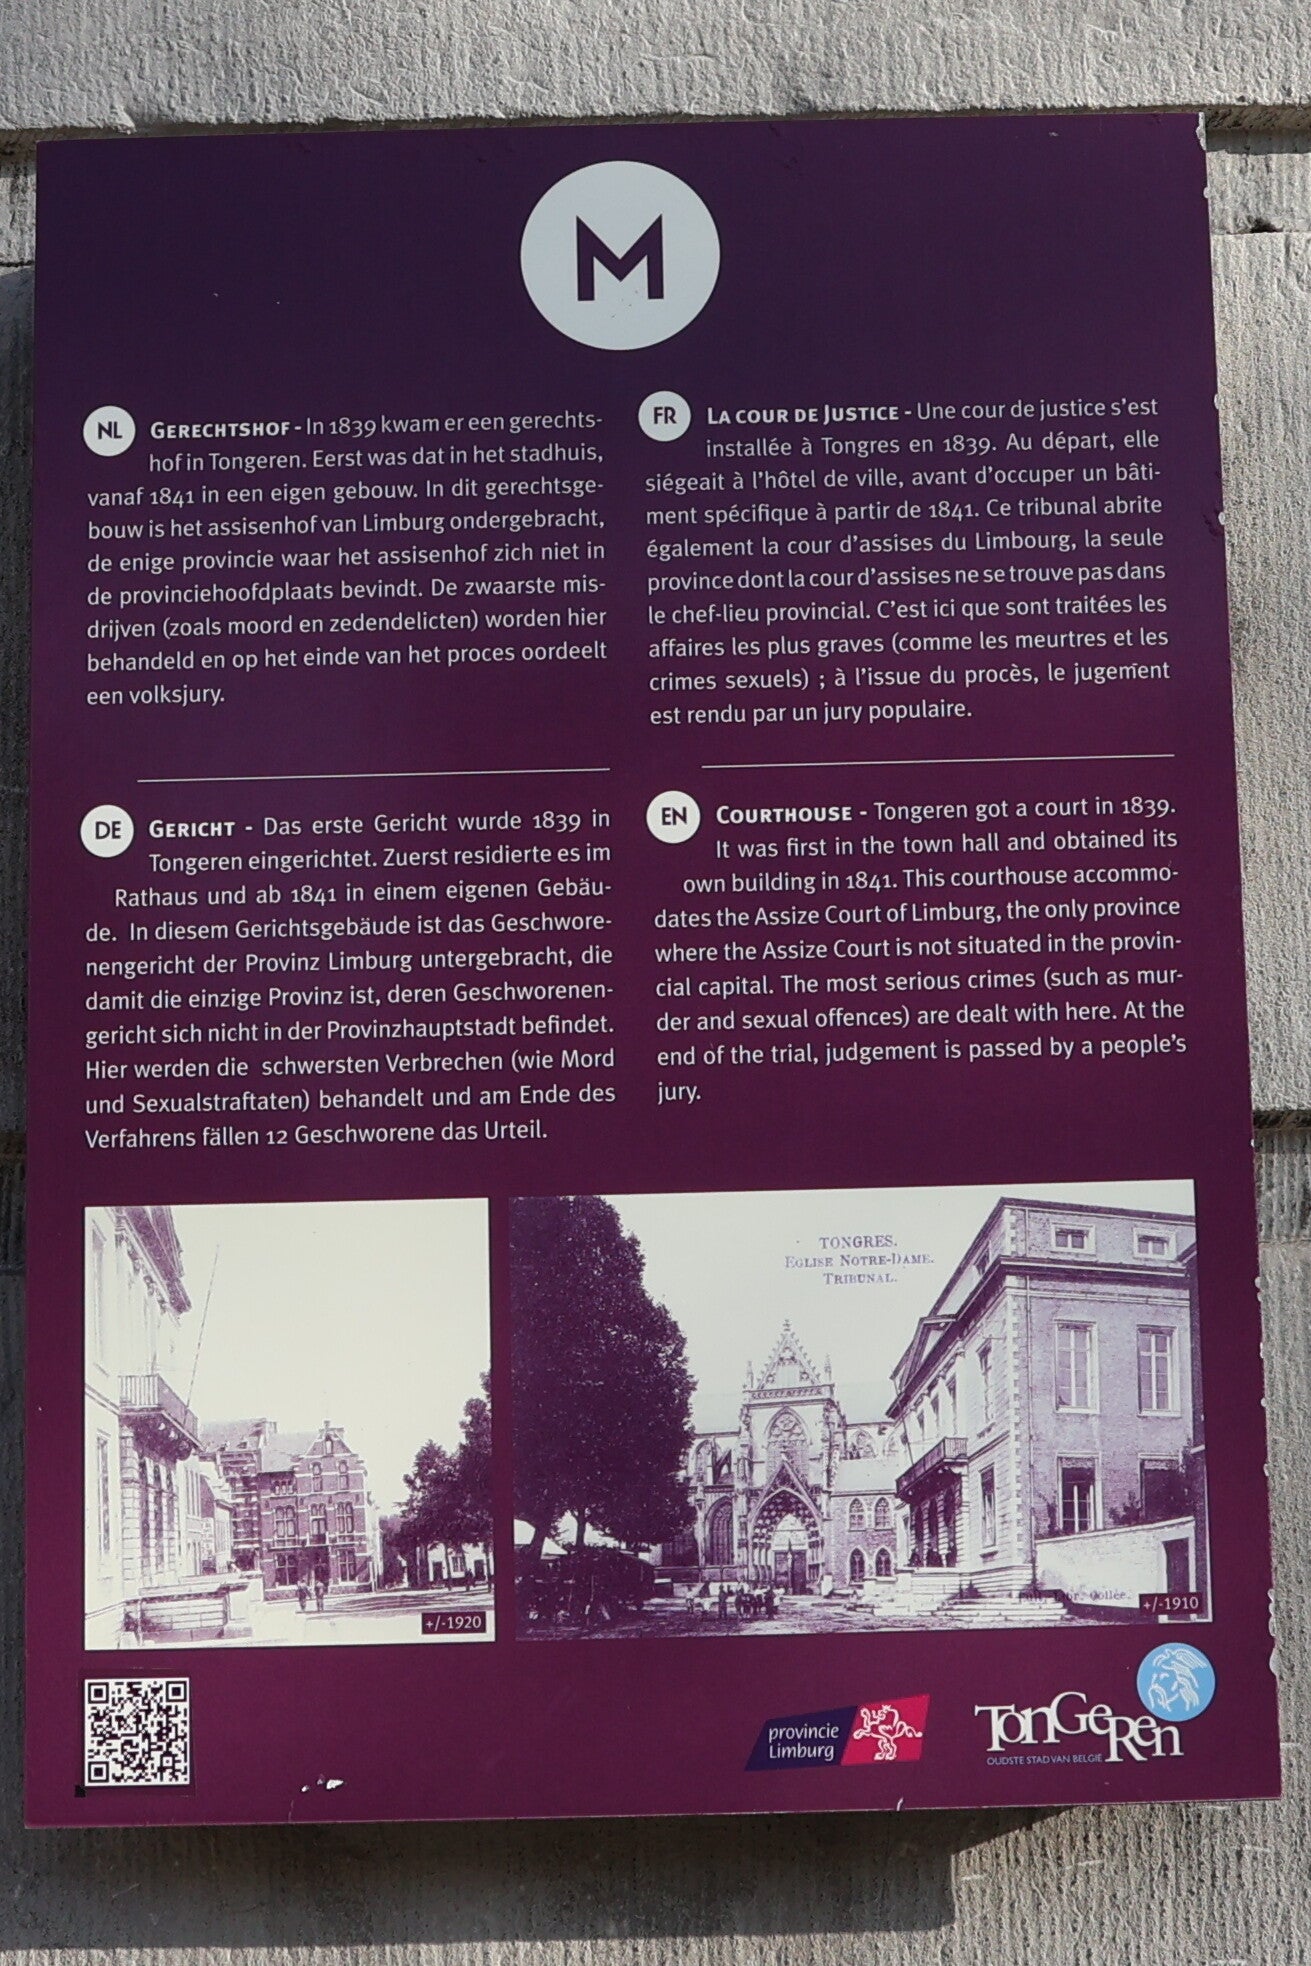 M
NL
GERECHTSHOF - In 1839 kwam er een gerechts-
hof in Tongeren. Eerst was dat in het stadhuis,
vanaf 1841 in een eigen gebouw. In dit gerechtsge-
bouw is het assisenhof van Limburg ondergebracht,
de enige provincie waar het assisenhof zich niet in
de provinciehoofdplaats bevindt. De zwaarste mis-
drijven (zoals moord en zedendelicten) worden hier
behandeld en op het einde van het proces oordeelt
een volksjury.
FR
LA COUR DE JUSTICE - Une cour de justice s'est
installée à Tongres en 1839. Au départ, elle
siégeait à l'hôtel de ville, avant d'occuper un bâti-
ment spécifique à partir de 1841. Ce tribunal abrite
également la cour d'assises du Limbourg, la seule
province dont la cour d'assises ne se trouve pas dans
le chef-lieu provincial. C'est ici que sont traitées les
affaires les plus graves (comme les meurtres et les
crimes sexuels) ; à l'issue du procès, le jugement
est rendu par un jury populaire.
DE
GERICHT - Das erste Gericht wurde 1839 in
Tongeren eingerichtet. Zuerst residierte es im
Rathaus und ab 1841 in einem eigenen Gebäu-
de. In diesem Gerichtsgebäude ist das Geschwore-
nengericht der Provinz Limburg untergebracht, die
damit die einzige Provinz ist, deren Geschworenen-
gericht sich nicht in der Provinzhauptstadt befindet.
Hier werden die schwersten Verbrechen (wie Mord
und Sexualstraftaten) behandelt und am Ende des
Verfahrens fällen 12 Geschworene das Urteil.
EN
COURTHOUSE - Tongeren got a court in 1839.
It was first in the town hall and obtained its
own building in 1841. This courthouse accommo-
dates the Assize Court of Limburg, the only province
where the Assize Court is not situated in the provin-
cial capital. The most serious crimes (such as mur-
der and sexual offences) are dealt with here. At the
end of the trial, judgement is passed by a people's
jury.
+/-1920
TONGRES.
EGLISE NOTRE-DAME.
TRIBUNAL.
+/-1910
provincie
Limburg
TonGeRen
OUDSTE STAD VAN BELGIE